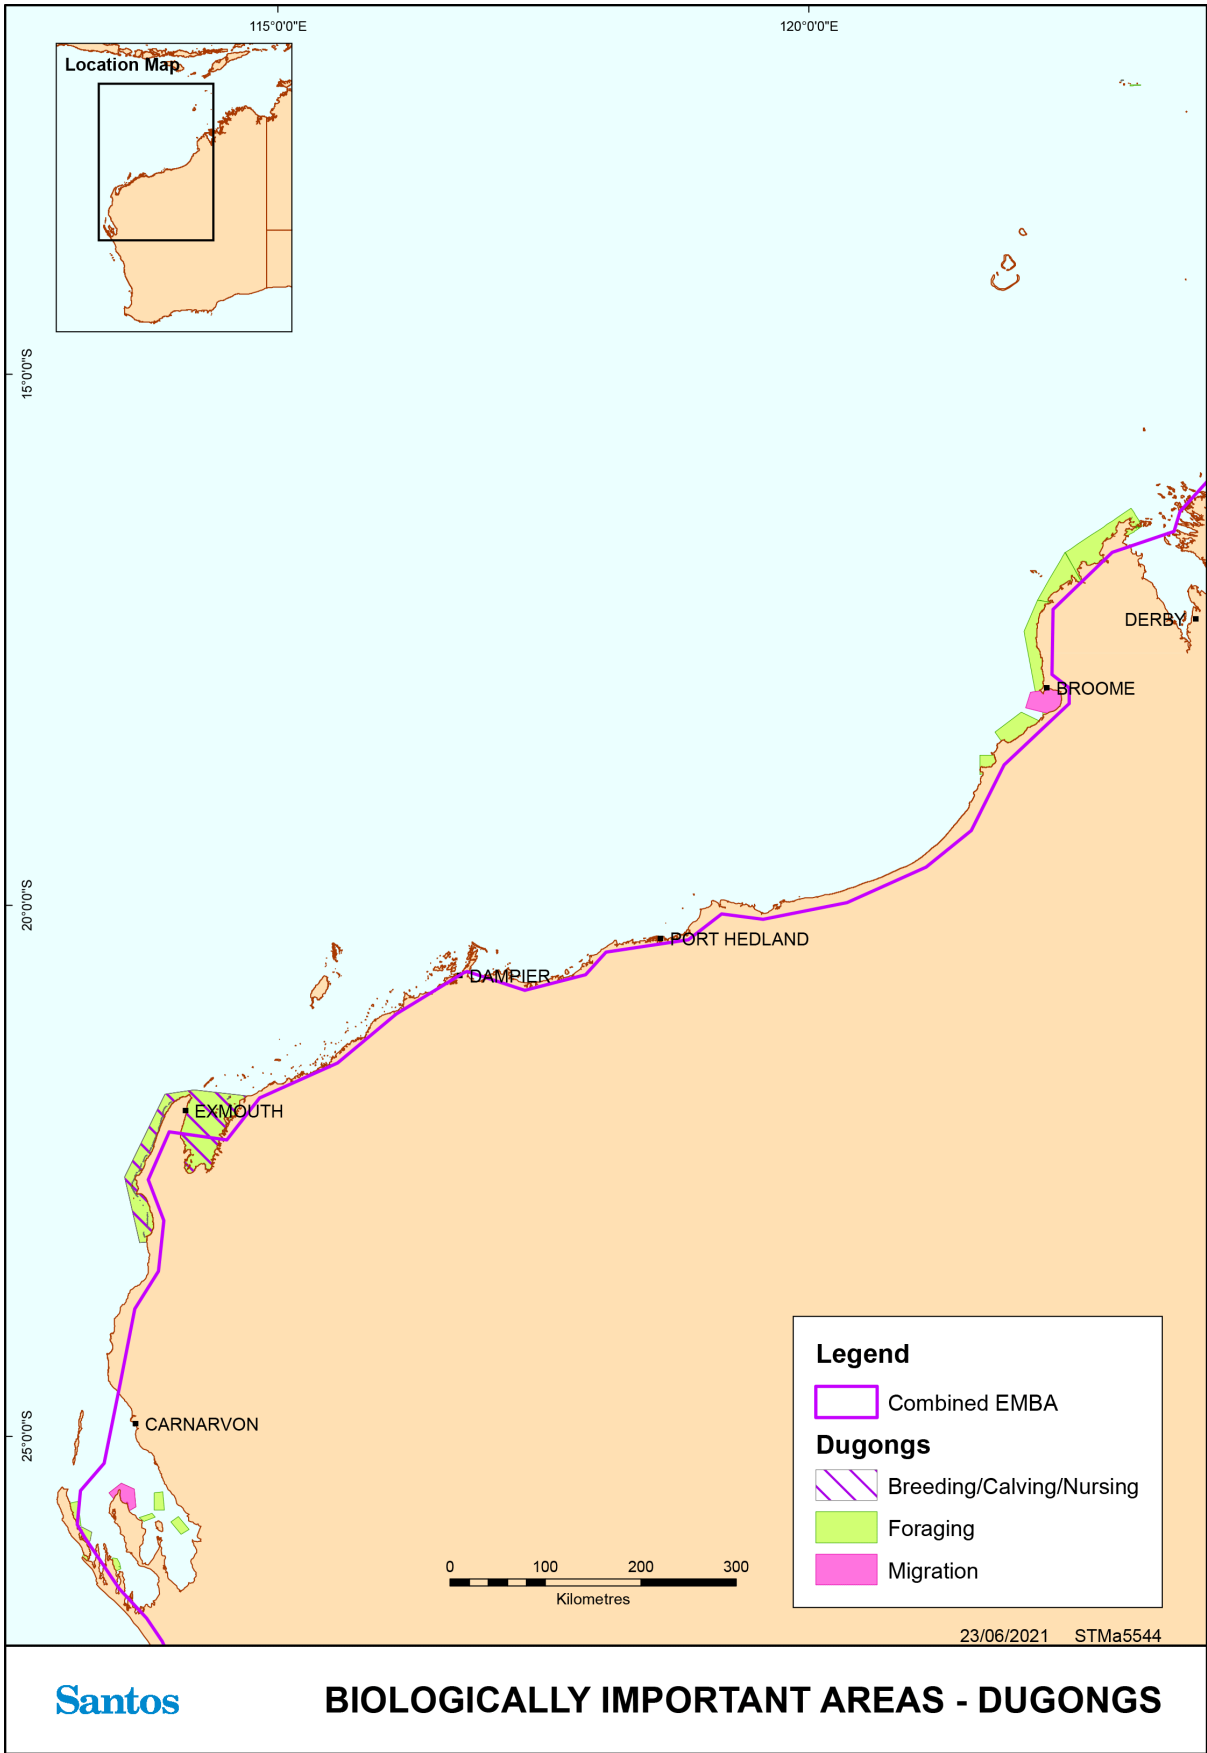 115°0'0"E
120°0'0"E
Location Map
15°0'0"S
DERBY
BROOME
20°0'0"S
PORT HEDLAND
DAMPIER
EXMOUTH
25°0'0"S
CARNARVON
Legend
Combined EMBA
Dugongs
Breeding/Calving/Nursing
Foraging
Migration
0 100 200 300
Kilometres
23/06/2021 STMa5544
Santos
BIOLOGICALLY IMPORTANT AREAS - DUGONGS